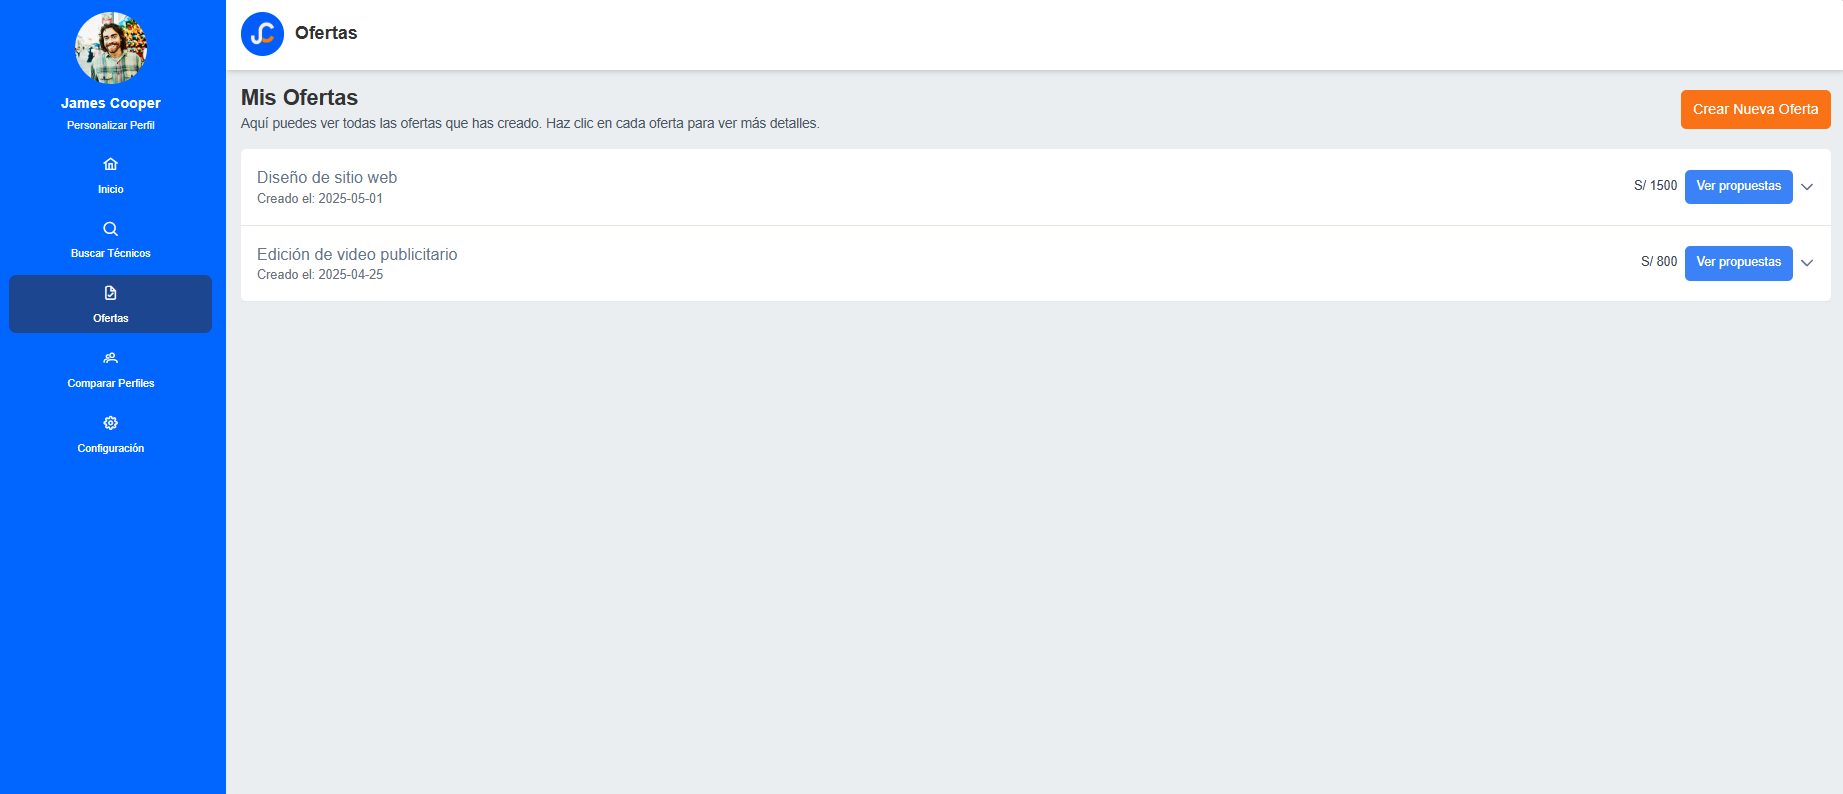 James Cooper
Personalizar Perfil
Inicio
Buscar Técnicos
Ofertas
Comparar Perfiles
Configuración
JC
Ofertas
Mis Ofertas
Aquí puedes ver todas las ofertas que has creado. Haz clic en cada oferta para ver más detalles.
Crear Nueva Oferta
Diseño de sitio web
Creado el: 2025-05-01
S/ 1500
Ver propuestas
Edición de video publicitario
Creado el: 2025-04-25
S/ 800
Ver propuestas